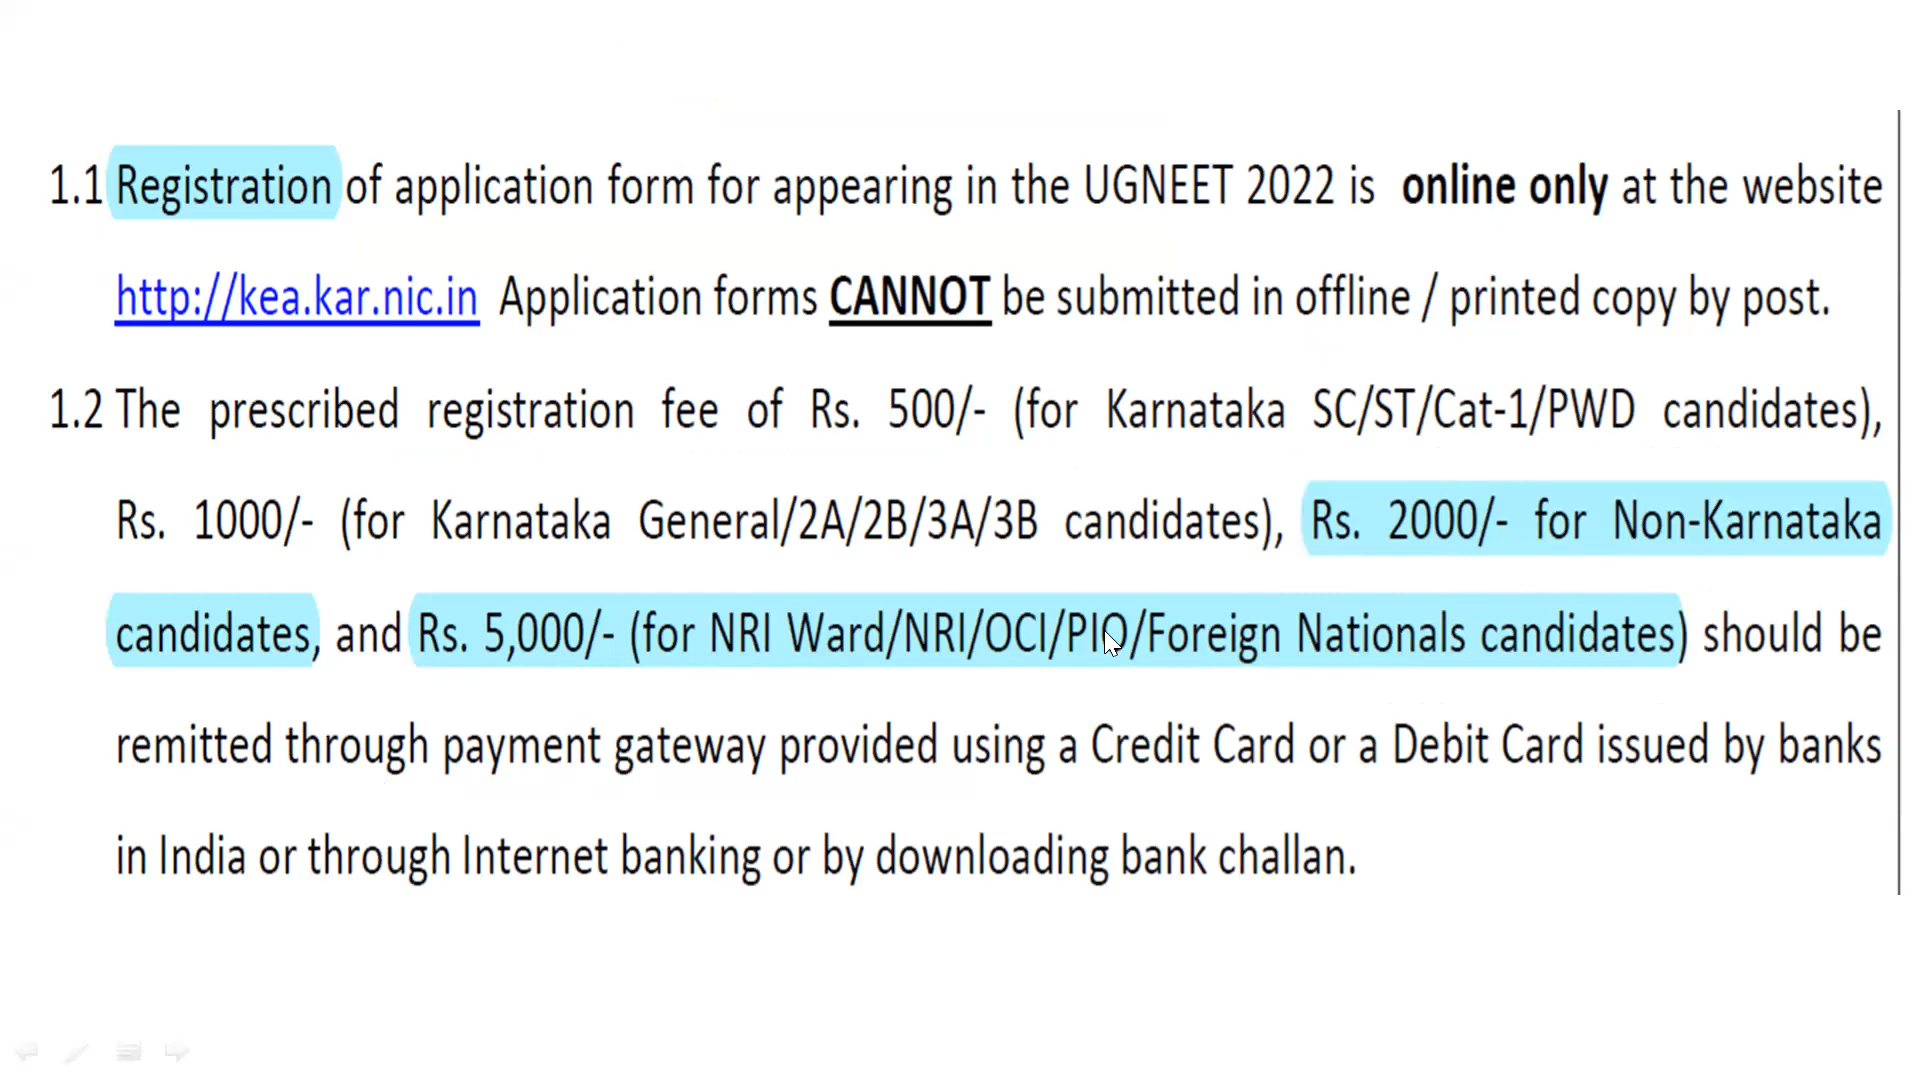 1.1 Registration of application form for appearing in the UGNEET 2022 is online only at the website
http://kea.kar.nic.in Application forms CANNOT be submitted in offline / printed copy by post.
1.2 The prescribed registration fee of Rs. 500/- (for Karnataka SC/ST/Cat-1/PWD candidates),
Rs. 1000/- (for Karnataka General/2A/2B/3A/3B candidates), Rs. 2000/- for Non-Karnataka
candidates, and Rs. 5,000/- (for NRI Ward/NRI/OCI/PIO/Foreign Nationals candidates) should be
remitted through payment gateway provided using a Credit Card or a Debit Card issued by banks
in India or through Internet banking or by downloading bank challan.